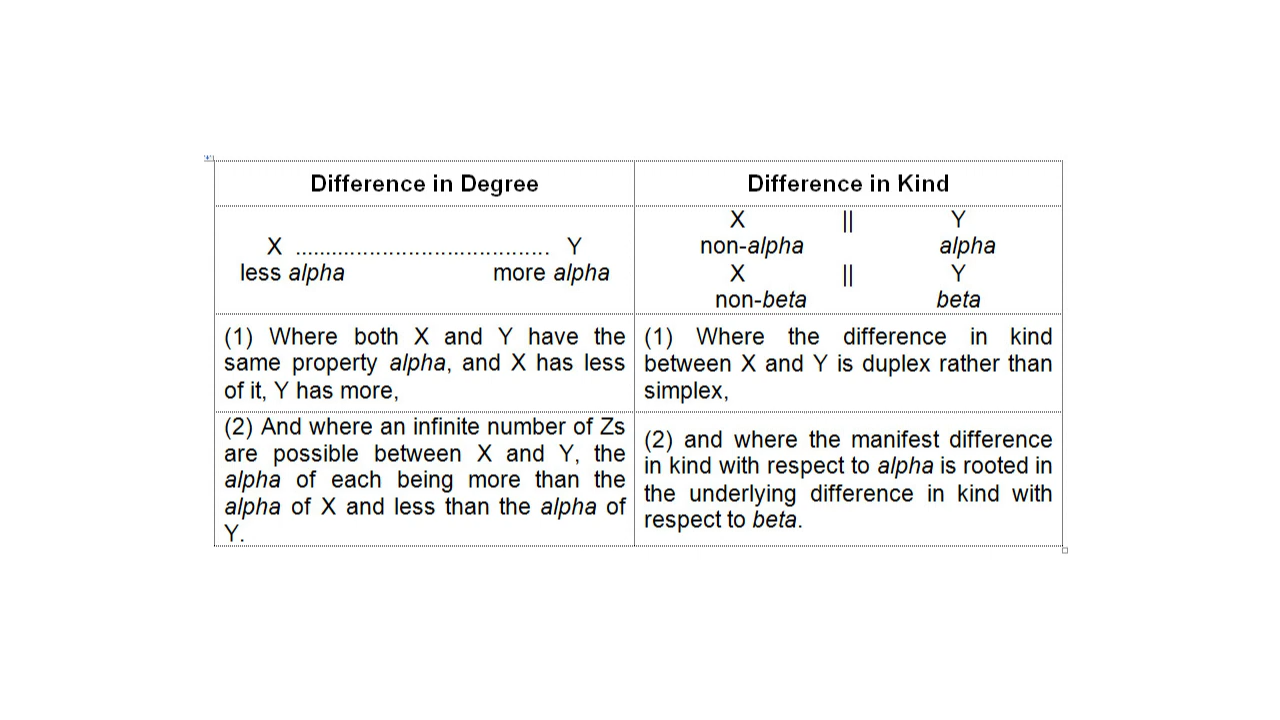 Difference in Degree
Difference in Kind
X ........................................ Y
less alpha more alpha
X || Y
non-alpha alpha
X || Y
non-beta beta
(1) Where both X and Y have the
same property alpha, and X has less
of it, Y has more,
(1) Where the difference in kind
between X and Y is duplex rather than
simplex,
(2) And where an infinite number of Zs
are possible between X and Y, the
alpha of each being more than the
alpha of X and less than the alpha of
Y.
(2) and where the manifest difference
in kind with respect to alpha is rooted in
the underlying difference in kind with
respect to beta.